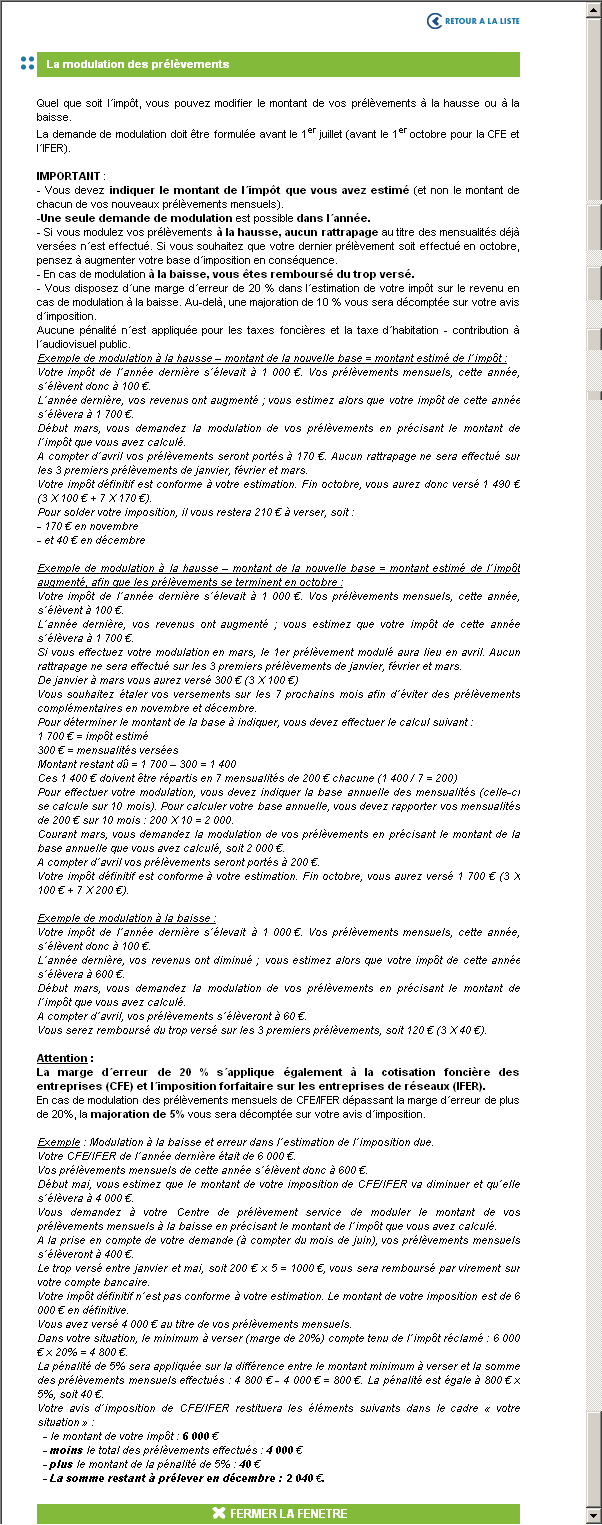 RETOUR A LA LISTE
La modulation des prélèvements
Quel que soit l´impôt, vous pouvez modifier le montant de vos prélèvements à la hausse ou à la
baisse.
La demande de modulation doit être formulée avant le 1er juillet (avant le 1er octobre pour la CFE et
l´IFER).
IMPORTANT :
- Vous devez indiquer le montant de l´impôt que vous avez estimé (et non le montant de
chacun de vos nouveaux prélèvements mensuels).
-Une seule demande de modulation est possible dans l´année.
- Si vous modulez vos prélèvements à la hausse, aucun rattrapage au titre des mensualités déjà
versées n´est effectué. Si vous souhaitez que votre dernier prélèvement soit effectué en octobre,
pensez à augmenter votre base d´imposition en conséquence.
- En cas de modulation à la baisse, vous êtes remboursé du trop versé.
- Vous disposez d´une marge d´erreur de 20 % dans l´estimation de votre impôt sur le revenu en
cas de modulation à la baisse. Au-delà, une majoration de 10 % vous sera décomptée sur votre avis
d´imposition.
Aucune pénalité n´est appliquée pour les taxes foncières et la taxe d´habitation - contribution à
l´audiovisuel public.
Exemple de modulation à la hausse – montant de la nouvelle base = montant estimé de l´impôt :
Votre impôt de l´année dernière s´élevait à 1 000 €. Vos prélèvements mensuels, cette année,
s´élèvent donc à 100 €.
L´année dernière, vos revenus ont augmenté ; vous estimez alors que votre impôt de cette année
s´élèvera à 1 700 €.
Début mars, vous demandez la modulation de vos prélèvements en précisant le montant de
l´impôt que vous avez calculé.
A compter d´avril vos prélèvements seront portés à 170 €. Aucun rattrapage ne sera effectué sur
les 3 premiers prélèvements de janvier, février et mars.
Votre impôt définitif est conforme à votre estimation. Fin octobre, vous aurez donc versé 1 490 €
(3 X 100 € + 7 X 170 €).
Pour solder votre imposition, il vous restera 210 € à verser, soit :
- 170 € en novembre
- et 40 € en décembre
Exemple de modulation à la hausse – montant de la nouvelle base = montant estimé de l´impôt
augmenté, afin que les prélèvements se terminent en octobre :
Votre impôt de l´année dernière s´élevait à 1 000 €. Vos prélèvements mensuels, cette année,
s´élèvent à 100 €.
L´année dernière, vos revenus ont augmenté ; vous estimez que votre impôt de cette année
s´élèvera à 1 700 €.
Si vous effectuez votre modulation en mars, le 1er prélèvement modulé aura lieu en avril. Aucun
rattrapage ne sera effectué sur les 3 premiers prélèvements de janvier, février et mars.
De janvier à mars vous aurez versé 300 € (3 X 100 €)
Vous souhaitez étaler vos versements sur les 7 prochains mois afin d´éviter des prélèvements
complémentaires en novembre et décembre.
Pour déterminer le montant de la base à indiquer, vous devez effectuer le calcul suivant :
1 700 € = impôt estimé
300 € = mensualités versées
Montant restant dû = 1 700 – 300 = 1 400
Ces 1 400 € doivent être répartis en 7 mensualités de 200 € chacune (1 400 / 7 = 200)
Pour effectuer votre modulation, vous devez indiquer la base annuelle des mensualités (celle-ci
se calcule sur 10 mois). Pour calculer votre base annuelle, vous devez rapporter vos mensualités
de 200 € sur 10 mois : 200 X 10 = 2 000.
Courant mars, vous demandez la modulation de vos prélèvements en précisant le montant de la
base annuelle que vous avez calculé, soit 2 000 €.
A compter d´avril vos prélèvements seront portés à 200 €.
Votre impôt définitif est conforme à votre estimation. Fin octobre, vous aurez versé 1 700 € (3 X
100 € + 7 X 200 €).
Exemple de modulation à la baisse :
Votre impôt de l´année dernière s´élevait à 1 000 €. Vos prélèvements mensuels, cette année,
s´élèvent donc à 100 €.
L´année dernière, vos revenus ont diminué ; vous estimez alors que votre impôt de cette année
s´élèvera à 600 €.
Début mars, vous demandez la modulation de vos prélèvements en précisant le montant de
l´impôt que vous avez calculé.
A compter d´avril, vos prélèvements s´élèveront à 60 €.
Vous serez remboursé du trop versé sur les 3 premiers prélèvements, soit 120 € (3 X 40 €).
Attention :
La marge d´erreur de 20 % s´applique également à la cotisation foncière des
entreprises (CFE) et l´imposition forfaitaire sur les entreprises de réseaux (IFER).
En cas de modulation des prélèvements mensuels de CFE/IFER dépassant la marge d´erreur de plus
de 20%, la majoration de 5% vous sera décomptée sur votre avis d´imposition.
Exemple : Modulation à la baisse et erreur dans l´estimation de l´imposition due.
Votre CFE/IFER de l´année dernière était de 6 000 €.
Vos prélèvements mensuels de cette année s´élèvent donc à 600 €.
Début mai, vous estimez que le montant de votre imposition de CFE/IFER va diminuer et qu´elle
s´élèvera à 4 000 €.
Vous demandez à votre Centre de prélèvement service de moduler le montant de vos
prélèvements mensuels à la baisse en précisant le montant de l´impôt que vous avez calculé.
A la prise en compte de votre demande (à compter du mois de juin), vos prélèvements mensuels
s´élèveront à 400 €.
Le trop versé entre janvier et mai, soit 200 € x 5 = 1000 €, vous sera remboursé par virement sur
votre compte bancaire.
Votre impôt définitif n´est pas conforme à votre estimation. Le montant de votre imposition est de 6
000 € en définitive.
Vous avez versé 4 000 € au titre de vos prélèvements mensuels.
Dans votre situation, le minimum à verser (marge de 20%) compte tenu de l´impôt réclamé : 6 000
€ x 20% = 4 800 €.
La pénalité de 5% sera appliquée sur la différence entre le montant minimum à verser et la somme
des prélèvements mensuels effectués : 4 800 € - 4 000 € = 800 €. La pénalité est égale à 800 € x
5%, soit 40 €.
Votre avis d´imposition de CFE/IFER restituera les éléments suivants dans le cadre « votre
situation » :
- le montant de votre impôt : 6 000 €
- moins le total des prélèvements effectués : 4 000 €
- plus le montant de la pénalité de 5% : 40 €
- La somme restant à prélever en décembre : 2 040 €.
FERMER LA FENETRE